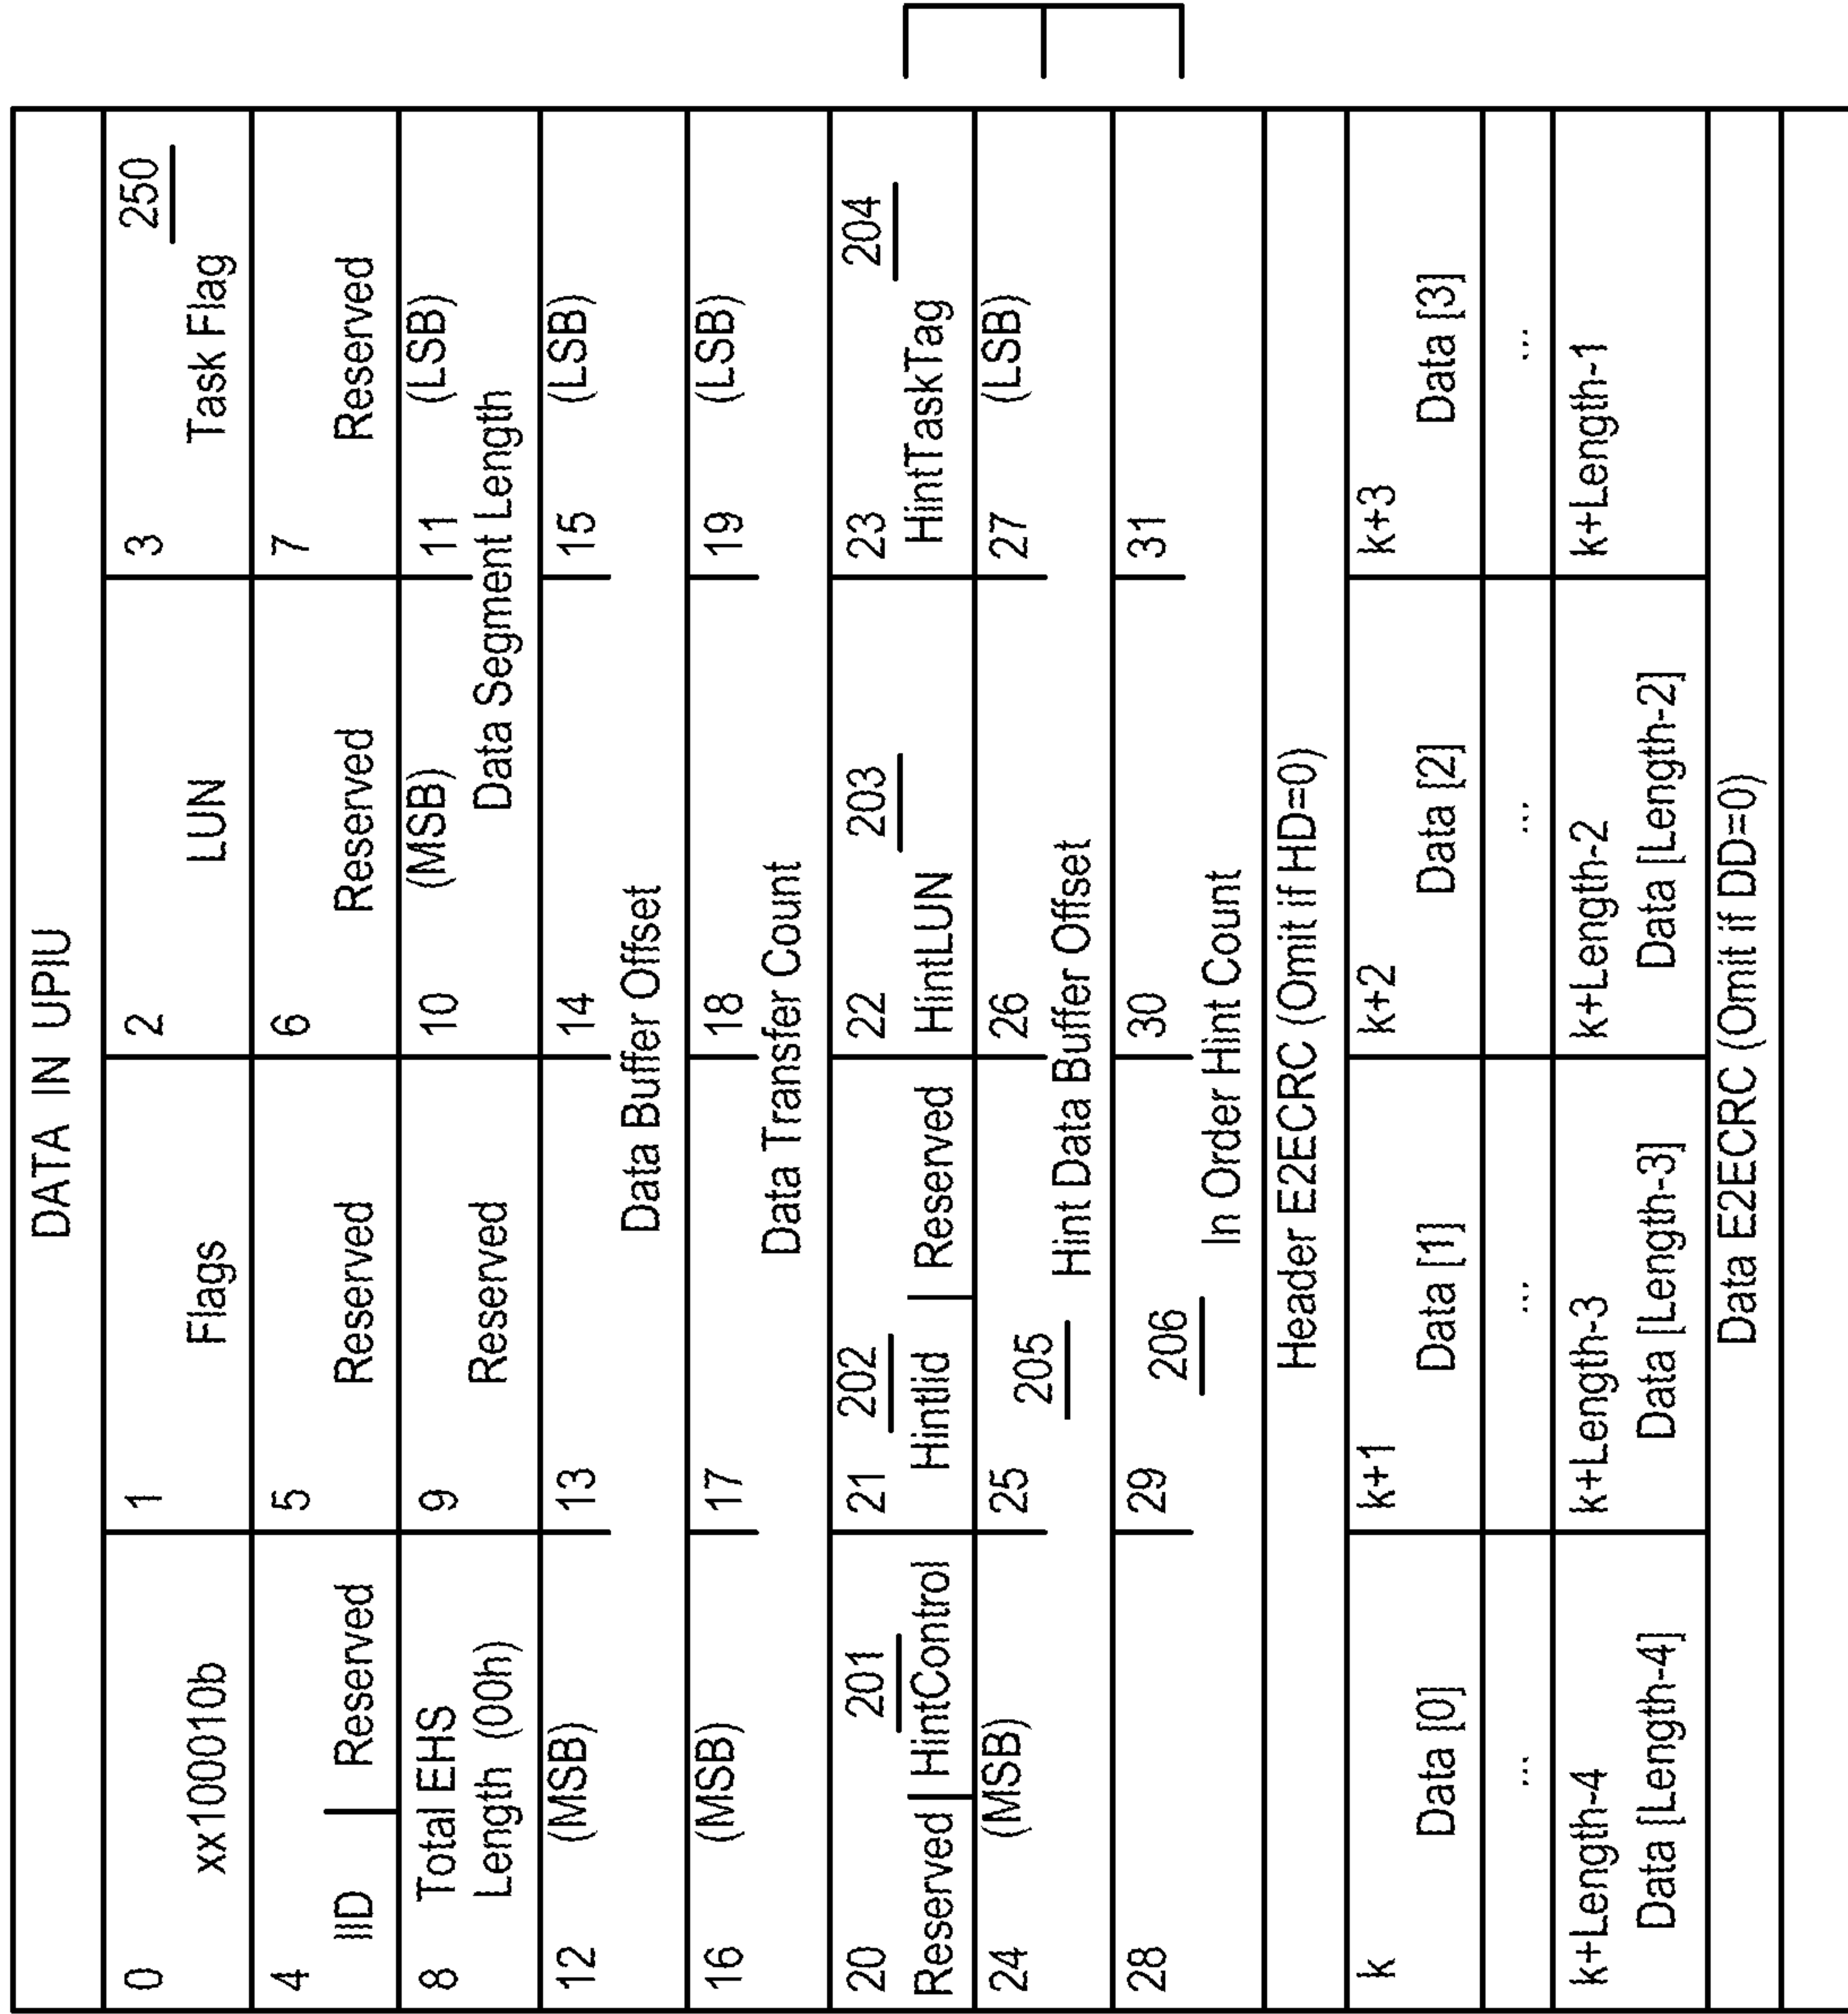 DATA IN UPIU
0 xx100010b
1 Flags
2 LUN
3 Task Flag 250
4 IID Reserved
5 Reserved
6 Reserved
7 Reserved
8 Total EHS
Length (00h)
9 Reserved
10 (MSB)
11 (LSB)
Data Segment Length
12 (MSB)
13
14
15 (LSB)
Data Buffer Offset
16 (MSB)
17
18
19 (LSB)
Data Transfer Count
20 201
Reserved HintControl
21 202
HintIid Reserved
22 203
HintLUN
23 204
HintTaskTag
24 (MSB)
25 205
26
27 (LSB)
Hint Data Buffer Offset
28
29 206
30
31
In Order Hint Count
Header E2ECRC (Omit if HD=0)
k
Data [0]
k+1
Data [1]
k+2
Data [2]
k+3
Data [3]
... ... ... ...
k+Length-4
Data [Length-4]
k+Length-3
Data [Length-3]
k+Length-2
Data [Length-2]
k+Length-1
Data E2ECRC (Omit if DD=0)